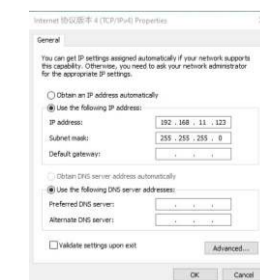 Internet 协议版本 4 (TCP/IPv4) Properties
General
You can get IP settings assigned automatically if your network supports
this capability. Otherwise, you need to ask your network administrator
for the appropriate IP settings.
Obtain an IP address automatically
Use the following IP address:
IP address: 192 . 168 . 11 . 123
Subnet mask: 255 . 255 . 255 . 0
Default gateway: . . .
Obtain DNS server address automatically
Use the following DNS server addresses:
Preferred DNS server: . . .
Alternate DNS server: . . .
Validate settings upon exit
Advanced...
OK Cancel